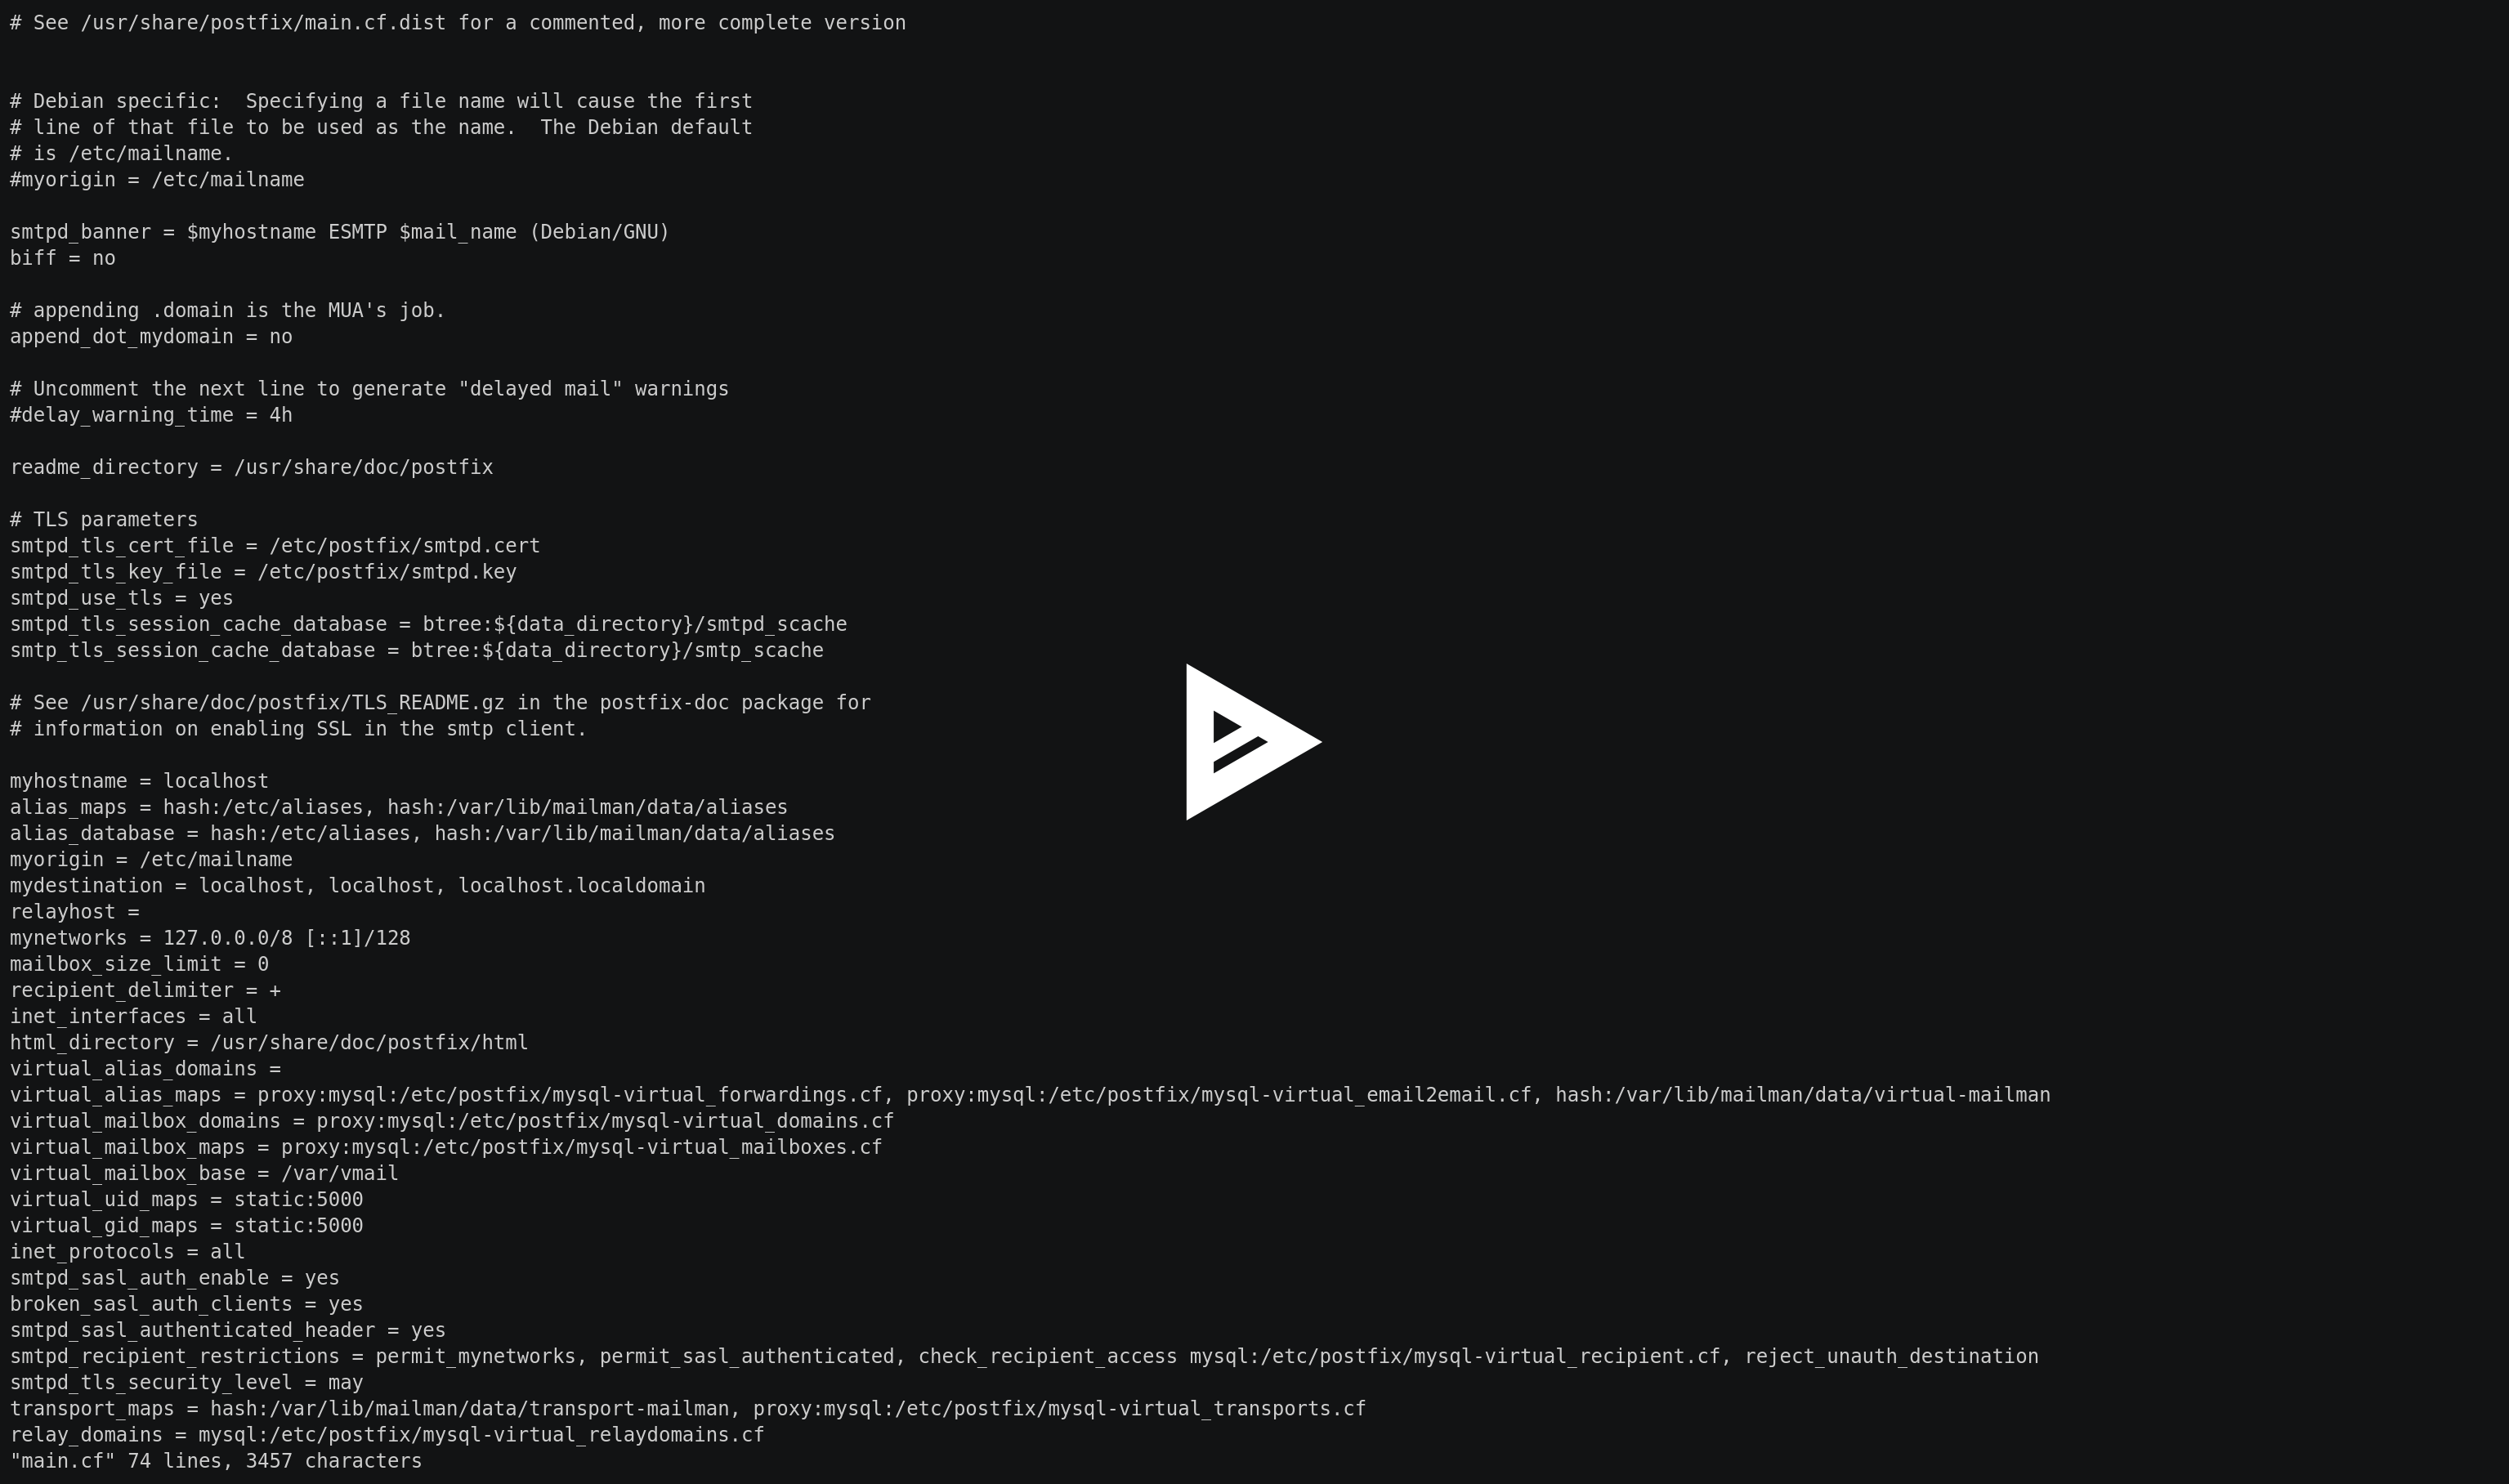 # See /usr/share/postfix/main.cf.dist for a commented, more complete version
# Debian specific:  Specifying a file name will cause the first
# line of that file to be used as the name.  The Debian default
# is /etc/mailname.
#myorigin = /etc/mailname
smtpd_banner = $myhostname ESMTP $mail_name (Debian/GNU)
biff = no
# appending .domain is the MUA's job.
append_dot_mydomain = no
# Uncomment the next line to generate "delayed mail" warnings
#delay_warning_time = 4h
readme_directory = /usr/share/doc/postfix
# TLS parameters
smtpd_tls_cert_file = /etc/postfix/smtpd.cert
smtpd_tls_key_file = /etc/postfix/smtpd.key
smtpd_use_tls = yes
smtpd_tls_session_cache_database = btree:${data_directory}/smtpd_scache
smtp_tls_session_cache_database = btree:${data_directory}/smtp_scache
# See /usr/share/doc/postfix/TLS_README.gz in the postfix-doc package for
# information on enabling SSL in the smtp client.
myhostname = localhost
alias_maps = hash:/etc/aliases, hash:/var/lib/mailman/data/aliases
alias_database = hash:/etc/aliases, hash:/var/lib/mailman/data/aliases
myorigin = /etc/mailname
mydestination = localhost, localhost, localhost.localdomain
relayhost =
mynetworks = 127.0.0.0/8 [::1]/128
mailbox_size_limit = 0
recipient_delimiter = +
inet_interfaces = all
html_directory = /usr/share/doc/postfix/html
virtual_alias_domains =
virtual_alias_maps = proxy:mysql:/etc/postfix/mysql-virtual_forwardings.cf, proxy:mysql:/etc/postfix/mysql-virtual_email2email.cf, hash:/var/lib/mailman/data/virtual-mailman
virtual_mailbox_domains = proxy:mysql:/etc/postfix/mysql-virtual_domains.cf
virtual_mailbox_maps = proxy:mysql:/etc/postfix/mysql-virtual_mailboxes.cf
virtual_mailbox_base = /var/vmail
virtual_uid_maps = static:5000
virtual_gid_maps = static:5000
inet_protocols = all
smtpd_sasl_auth_enable = yes
broken_sasl_auth_clients = yes
smtpd_sasl_authenticated_header = yes
smtpd_recipient_restrictions = permit_mynetworks, permit_sasl_authenticated, check_recipient_access mysql:/etc/postfix/mysql-virtual_recipient.cf, reject_unauth_destination
smtpd_tls_security_level = may
transport_maps = hash:/var/lib/mailman/data/transport-mailman, proxy:mysql:/etc/postfix/mysql-virtual_transports.cf
relay_domains = mysql:/etc/postfix/mysql-virtual_relaydomains.cf
"main.cf" 74 lines, 3457 characters